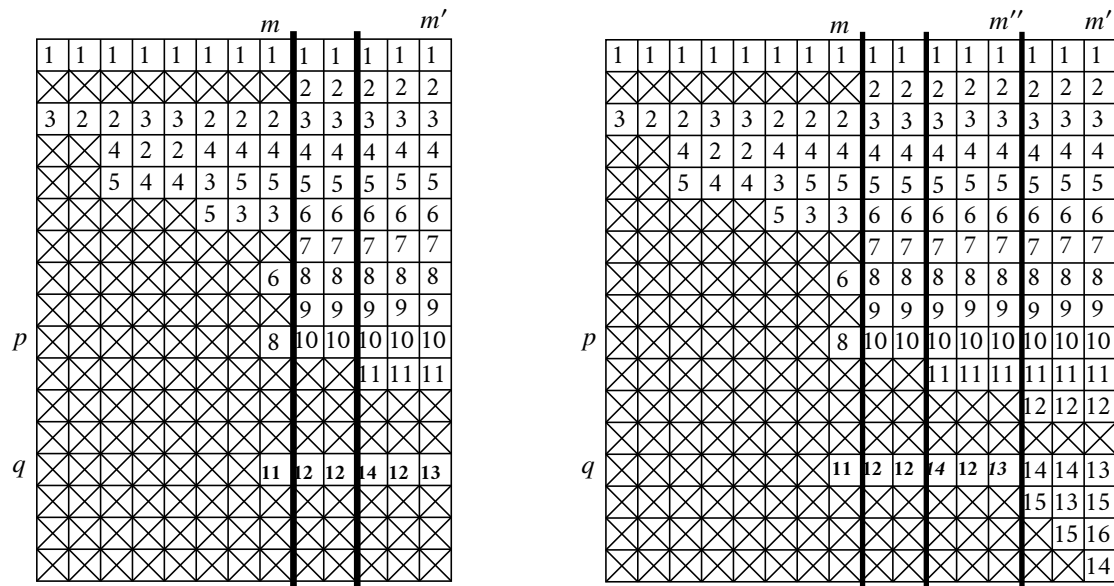 m m′
1 1 1 1 1 1 1 1 1 1 1 1 1
2 2 2 2 2
3 2 2 3 3 2 2 2 3 3 3 3 3
4 2 2 4 4 4 4 4 4 4 4
5 4 4 3 5 5 5 5 5 5 5
5 3 3 6 6 6 6 6
7 7 7 7 7
6 8 8 8 8 8
9 9 9 9 9
p 8 10 10 10 10 10
11 11 11
q 11 12 12 14 12 13
m m′′ m′
1 1 1 1 1 1 1 1 1 1 1 1 1 1 1 1
2 2 2 2 2 2 2 2
3 2 2 3 3 2 2 2 3 3 3 3 3 3 3 3
4 2 2 4 4 4 4 4 4 4 4 4 4 4
5 4 4 3 5 5 5 5 5 5 5 5 5 5
5 3 3 6 6 6 6 6 6 6 6
7 7 7 7 7 7 7 7
6 8 8 8 8 8 8 8 8
9 9 9 9 9 9 9 9
p 8 10 10 10 10 10 10 10 10
11 11 11 11 11 11
12 12 12
q 11 12 12 14 12 13 14 14 13
15 13 15
15 16
14